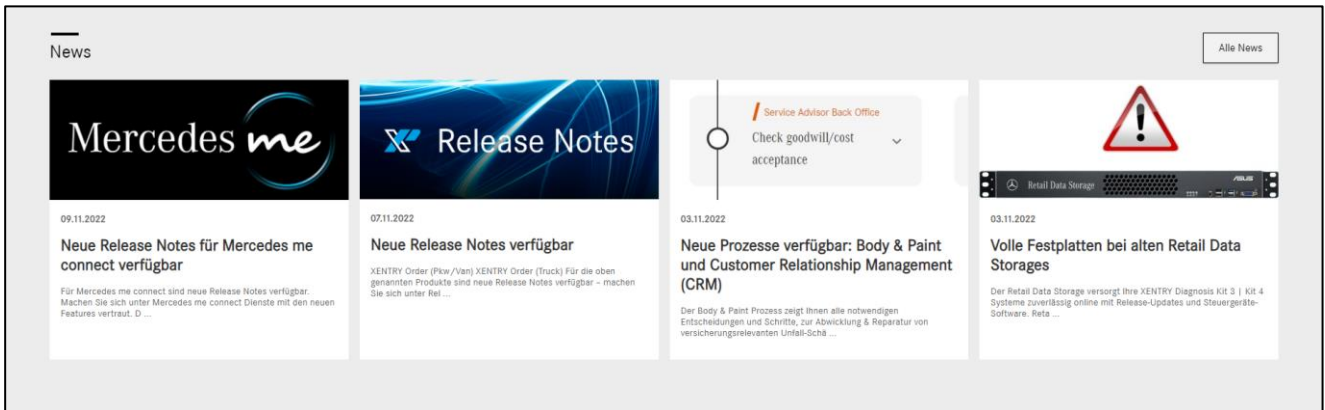 News
Alle News
Mercedes me
09.11.2022
Neue Release Notes für Mercedes me
connect verfügbar
Für Mercedes me connect sind neue Release Notes verfügbar.
Machen Sie sich unter Mercedes me connect Dienste mit den neuen
Features vertraut. D ...
Release Notes
07.11.2022
Neue Release Notes verfügbar
XENTRY Order (Pkw/Van) XENTRY Order (Truck) Für die oben
genannten Produkte sind neue Release Notes verfügbar – machen
Sie sich unter Rel ...
Service Advisor Back Office
Check goodwill/cost
acceptance
03.11.2022
Neue Prozesse verfügbar: Body & Paint
und Customer Relationship Management
(CRM)
Der Body & Paint Prozess zeigt Ihnen alle notwendigen
Entscheidungen und Schritte, zur Abwicklung & Reparatur von
versicherungsrelevanten Unfall-Schä ...
Retail Data Storage
ASUS
03.11.2022
Volle Festplatten bei alten Retail Data
Storages
Der Retail Data Storage versorgt Ihre XENTRY Diagnosis Kit 3 | Kit 4
Systeme zuverlässig online mit Release-Updates und Steuergeräte-
Software. Reta ...